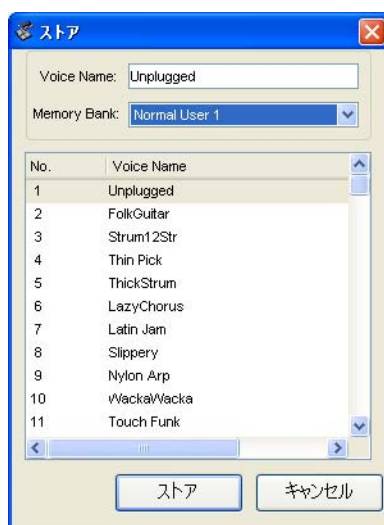 ストア
Voice Name: Unplugged
Memory Bank: Normal User 1
No. Voice Name
1 Unplugged
2 FolkGuitar
3 Strum12Str
4 Thin Pick
5 ThickStrum
6 LazyChorus
7 Latin Jam
8 Slippery
9 Nylon Arp
10 WackaWacka
11 Touch Funk
ストア キャンセル